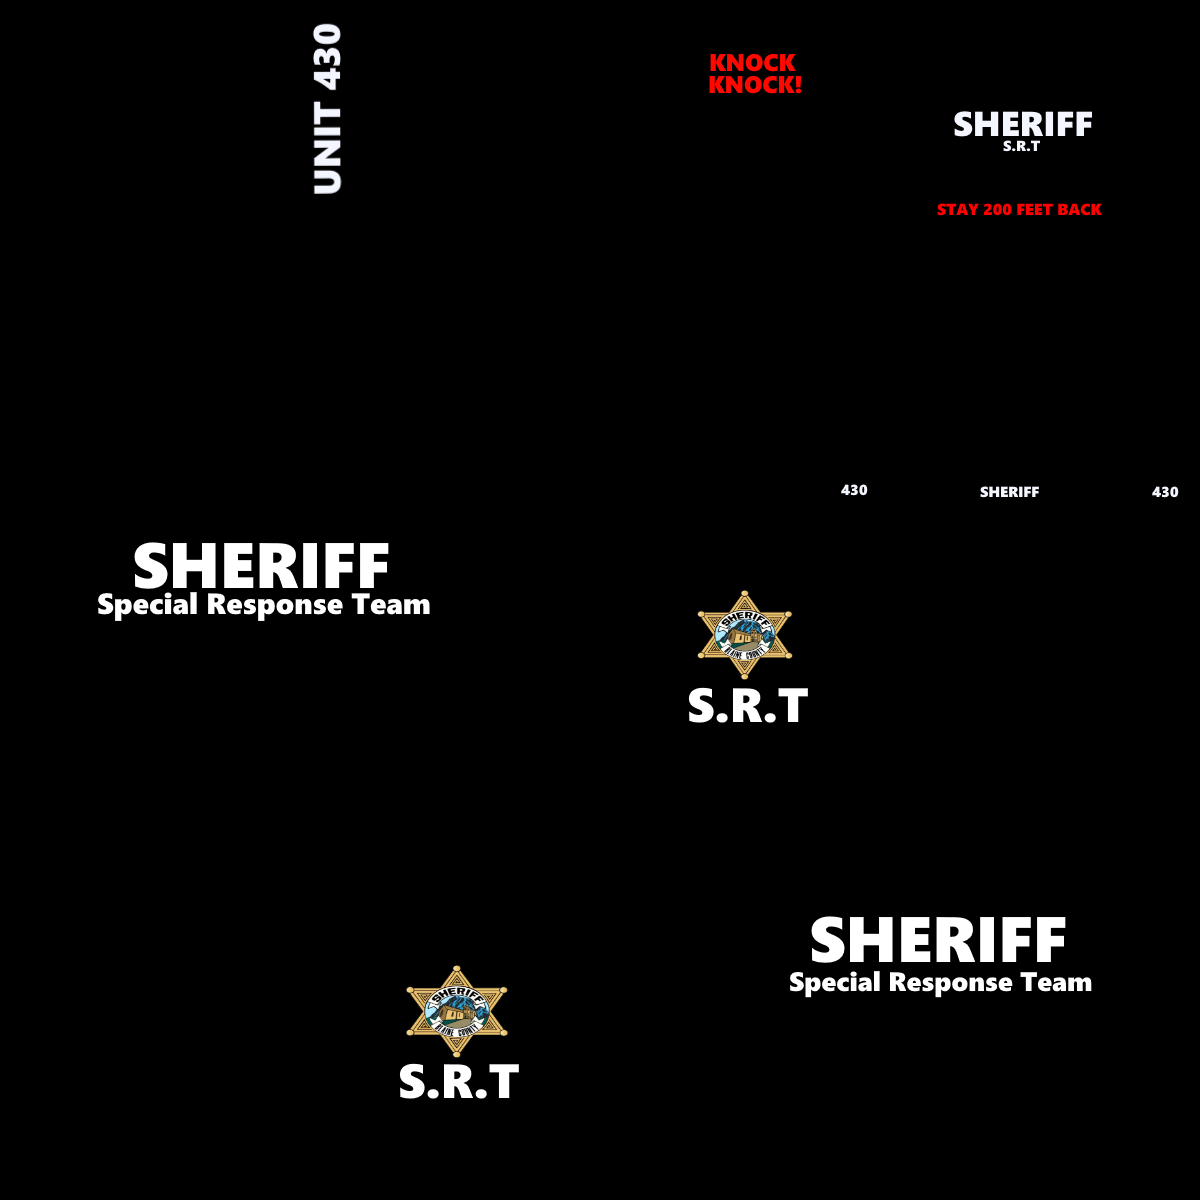 UNIT 430
KNOCK
KNOCK!
SHERIFF
S.R.T
STAY 200 FEET BACK
430 SHERIFF 430
SHERIFF
Special Response Team
SHERIFF
BLAINE COUNTY
S.R.T
SHERIFF
Special Response Team
SHERIFF
BLAINE COUNTY
S.R.T